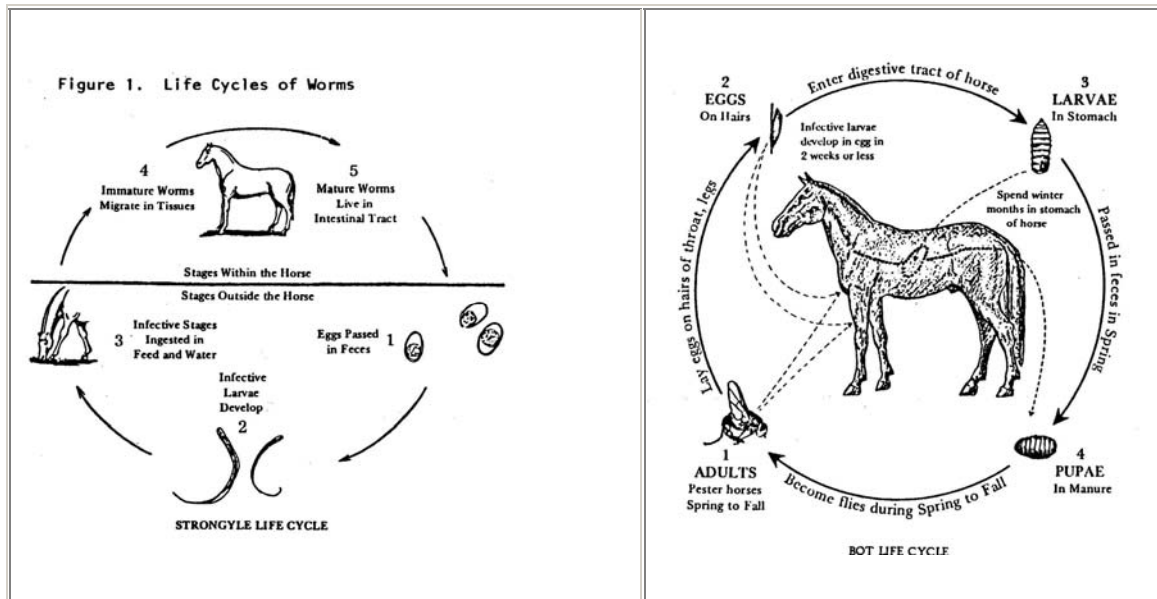 Figure 1. Life Cycles of Worms
4
Immature Worms
Migrate in Tissues
5
Mature Worms
Live in
Intestinal Tract
Stages Within the Horse
Stages Outside the Horse
3
Infective Stages
Ingested in
Feed and Water
Eggs Passed
in Feces
1
Infective
Larvae
Develop
2
STRONGYLE LIFE CYCLE
2
EGGS
On Hairs
Enter digestive tract of horse
3
LARVAE
In Stomach
Infective larvae
develop in egg in
2 weeks or less
Spend winter
months in stomach
of horse
Lay eggs on hairs of throat, legs
Passed in feces in Spring
1
ADULTS
Pester horses
Spring to Fall
Become flies during Spring to Fall
4
PUPAE
In Manure
BOT LIFE CYCLE